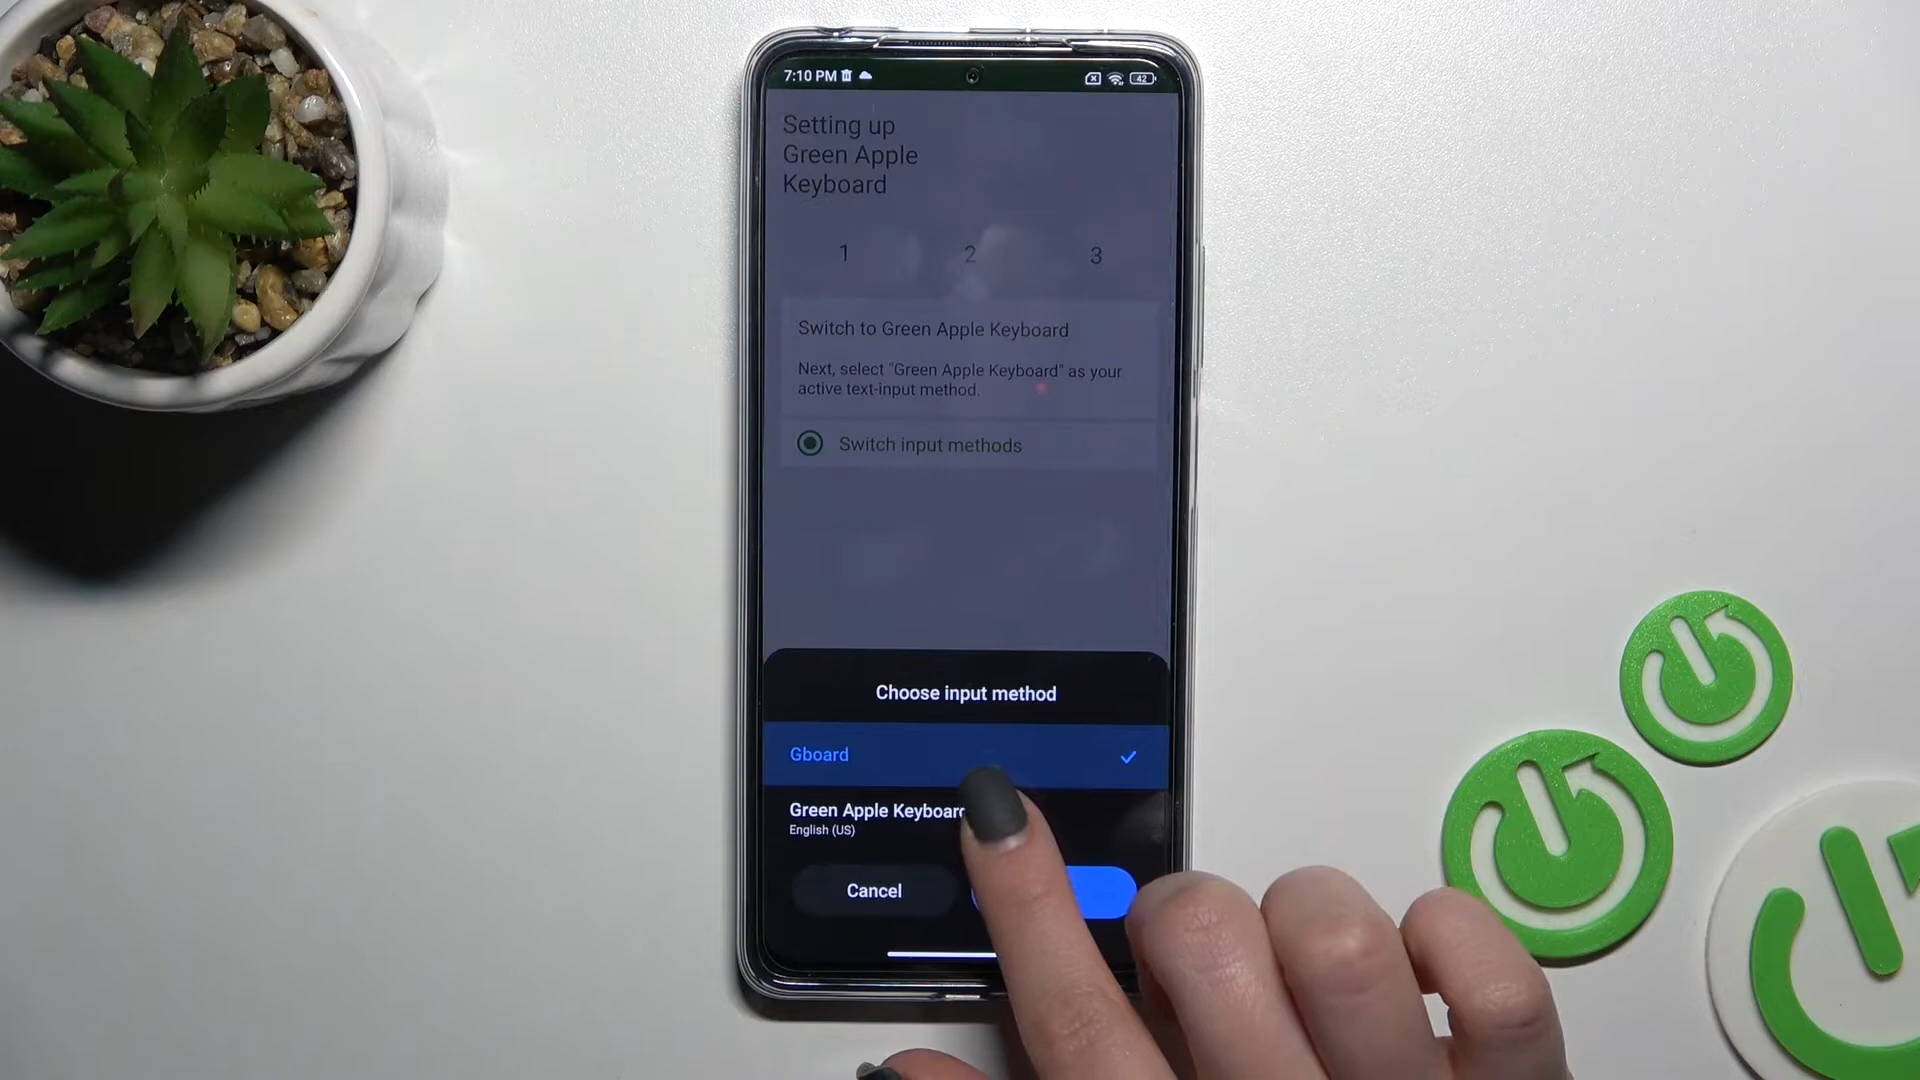 7:10 PM
42
Setting up
Green Apple
Keyboard
1 2 3
Switch to Green Apple Keyboard
Next, select "Green Apple Keyboard" as your
active text-input method.
Switch input methods
Choose input method
Gboard
Green Apple Keyboard
English (US)
Cancel